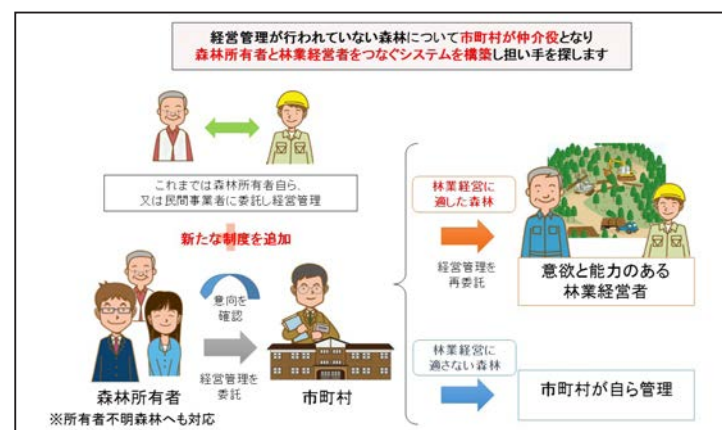 経営管理が行われていない森林について市町村が仲介役となり
森林所有者と林業経営者をつなぐシステムを構築し担い手を探します
これまでは森林所有者自ら、
又は民間事業者に委託し経営管理
新たな制度を追加
意向を
確認
経営管理を
委託
森林所有者
※所有者不明森林へも対応
市町村
林業経営に
適した森林
経営管理を
再委託
意欲と能力のある
林業経営者
林業経営に
適さない森林
市町村が自ら管理